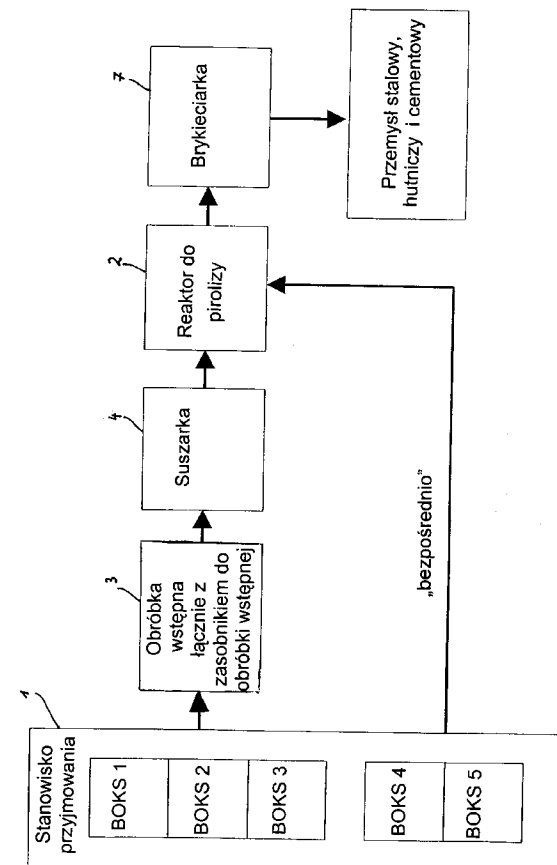 1
Stanowisko
przyjmowania
BOKS 1
BOKS 2
BOKS 3
BOKS 4
BOKS 5
3
Obróbka
wstępna
łącznie z
zasobnikiem do
obróbki wstępnej
4
Suszarka
2
Reaktor do
pirolizy
7
Brykieciarka
Przemysł stalowy,
hutniczy i cementowy
„bezpośrednio”